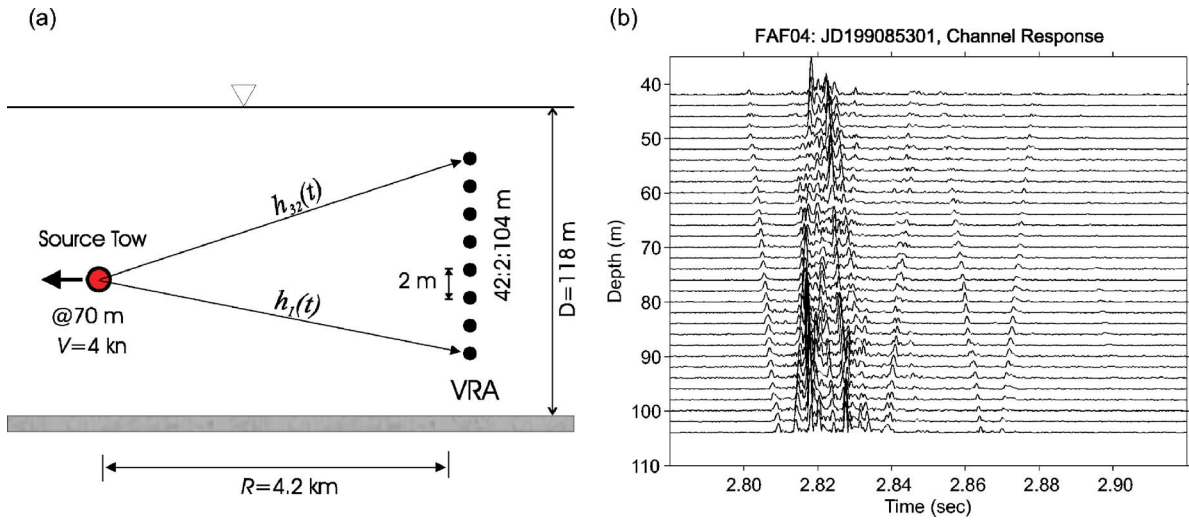 (a)
h32(t)
Source Tow
@70 m
V=4 kn
h1(t)
2 m
42:2:104 m
D=118 m
VRA
R=4.2 km
(b)
FAF04: JD199085301, Channel Response
Depth (m)
40
50
60
70
80
90
100
110
2.80 2.82 2.84 2.86 2.88 2.90
Time (sec)